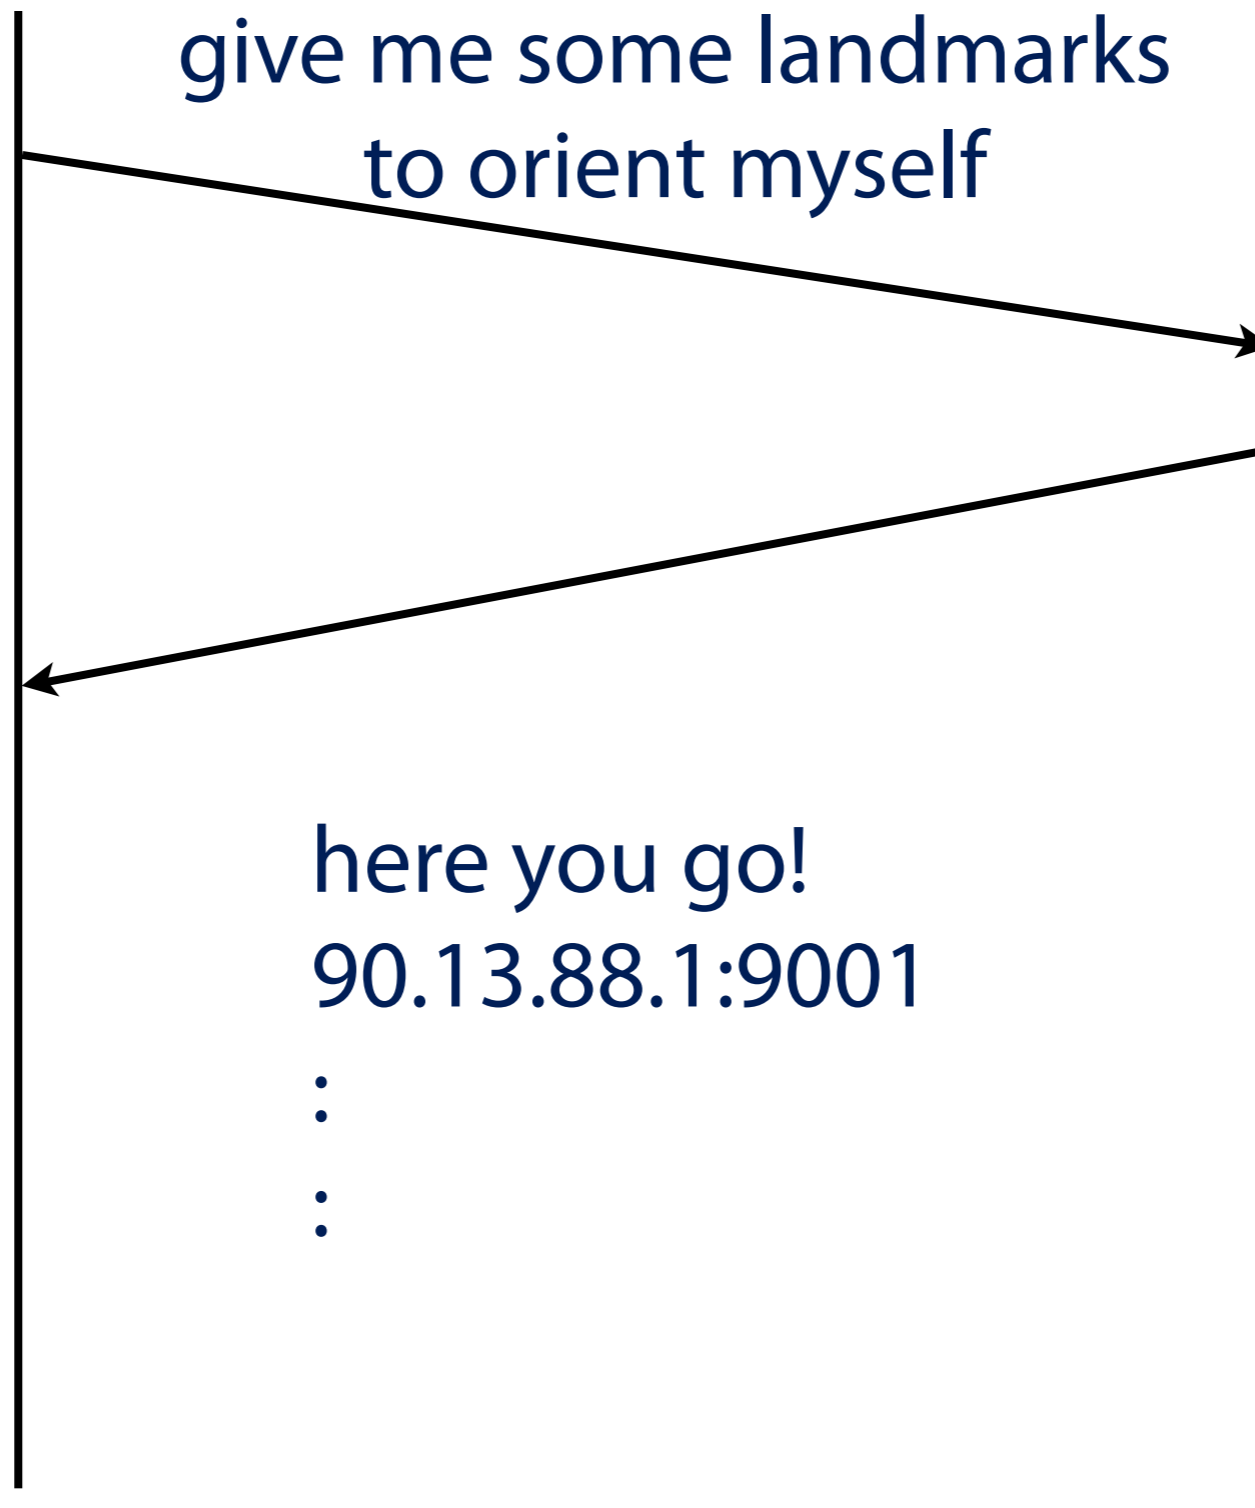 give me some landmarks
to orient myself
here you go!
90.13.88.1:9001
:
: